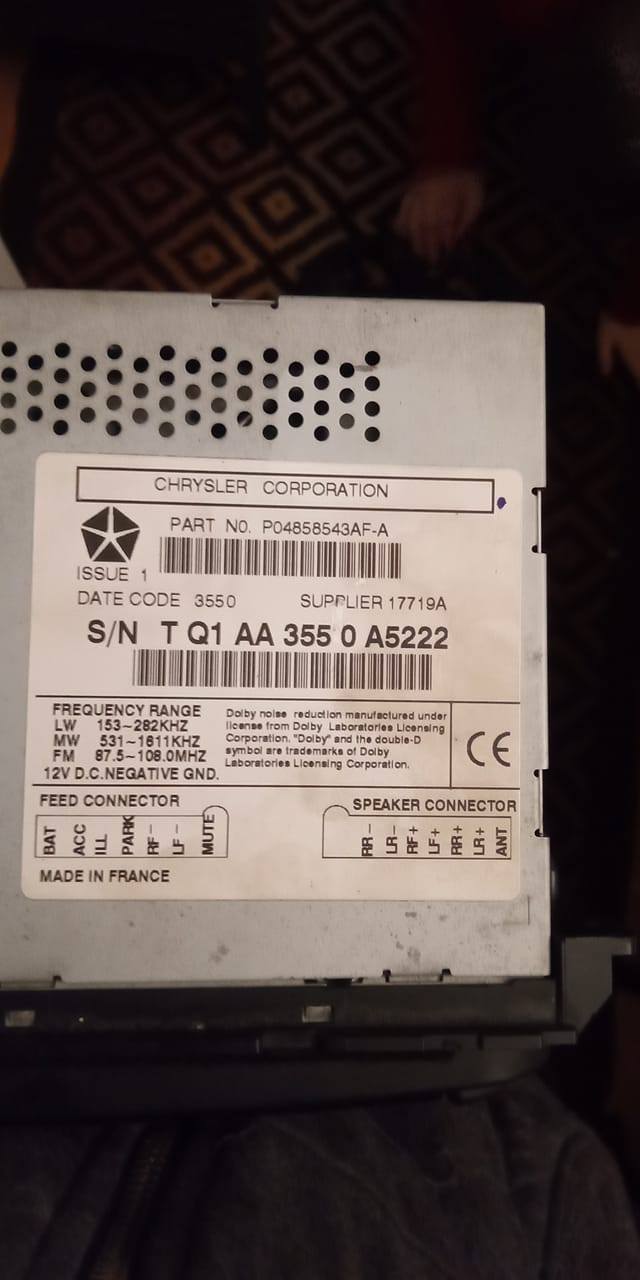 CHRYSLER CORPORATION
PART NO. P04858543AF-A
ISSUE 1
DATE CODE 3550 SUPPLIER 17719A
S/N T Q1 AA 355 0 A5222
FREQUENCY RANGE
LW 153~282KHZ
MW 531~1611KHZ
FM 87.5~108.0MHZ
12V D.C.NEGATIVE GND.
Dolby noise reduction manufactured under
license from Dolby Laboratories Licensing
Corporation. "Dolby" and the double-D
symbol are trademarks of Dolby
Laboratories Licensing Corporation.
CE
FEED CONNECTOR
BAT
ACC
ILL
PARK
RF-
LF-
MUTE
SPEAKER CONNECTOR
RR-
LR-
RF+
LF+
RR+
LR+
ANT
MADE IN FRANCE